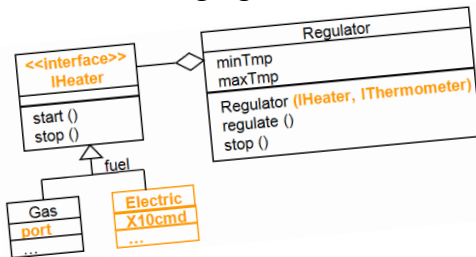 <<interface>>
IHeater
start ()
stop ()
Regulator
minTmp
maxTmp
Regulator (IHeater, IThermometer)
regulate ()
stop ()
fuel
Gas
port
...
Electric
X10cmd
...